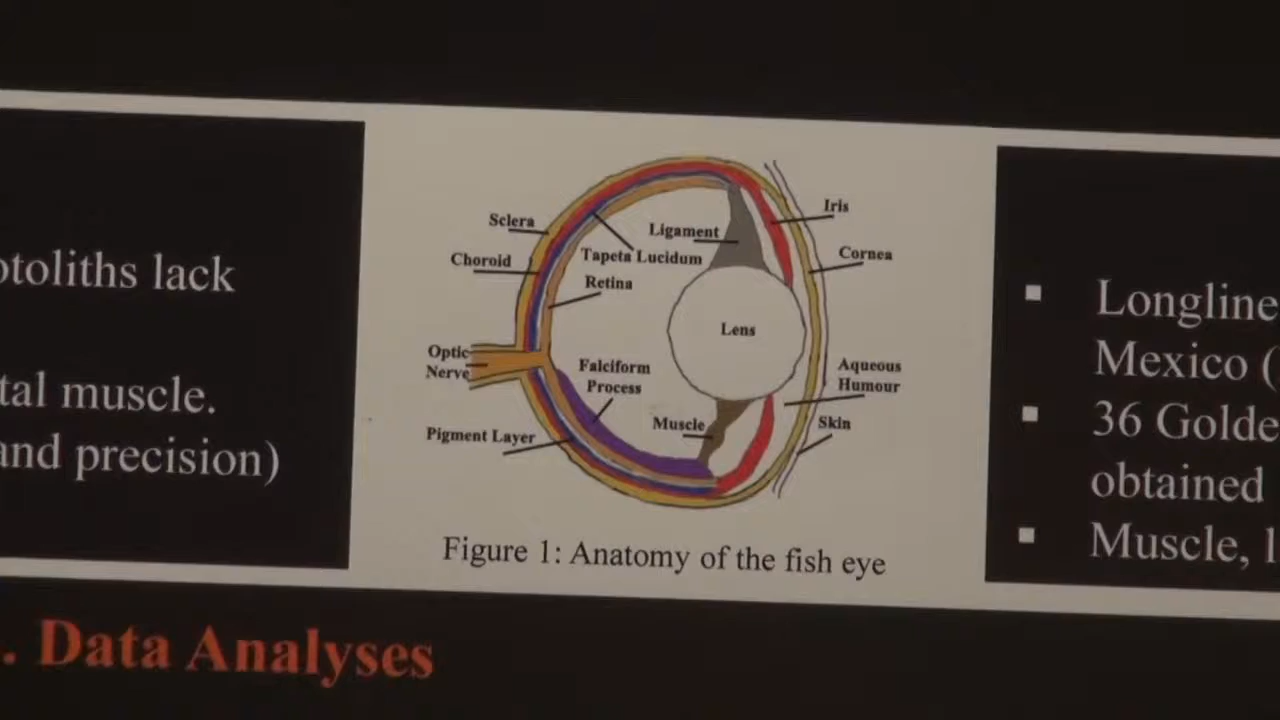 otoliths lack
tal muscle.
and precision)
Sclera
Choroid
Tapeta Lucidum
Retina
Ligament
Iris
Cornea
Lens
Optic
Nerve
Falciform
Process
Aqueous
Humour
Muscle
Skin
Pigment Layer
Figure 1: Anatomy of the fish eye
Longline
Mexico (
36 Golde
obtained
Muscle, l
. Data Analyses